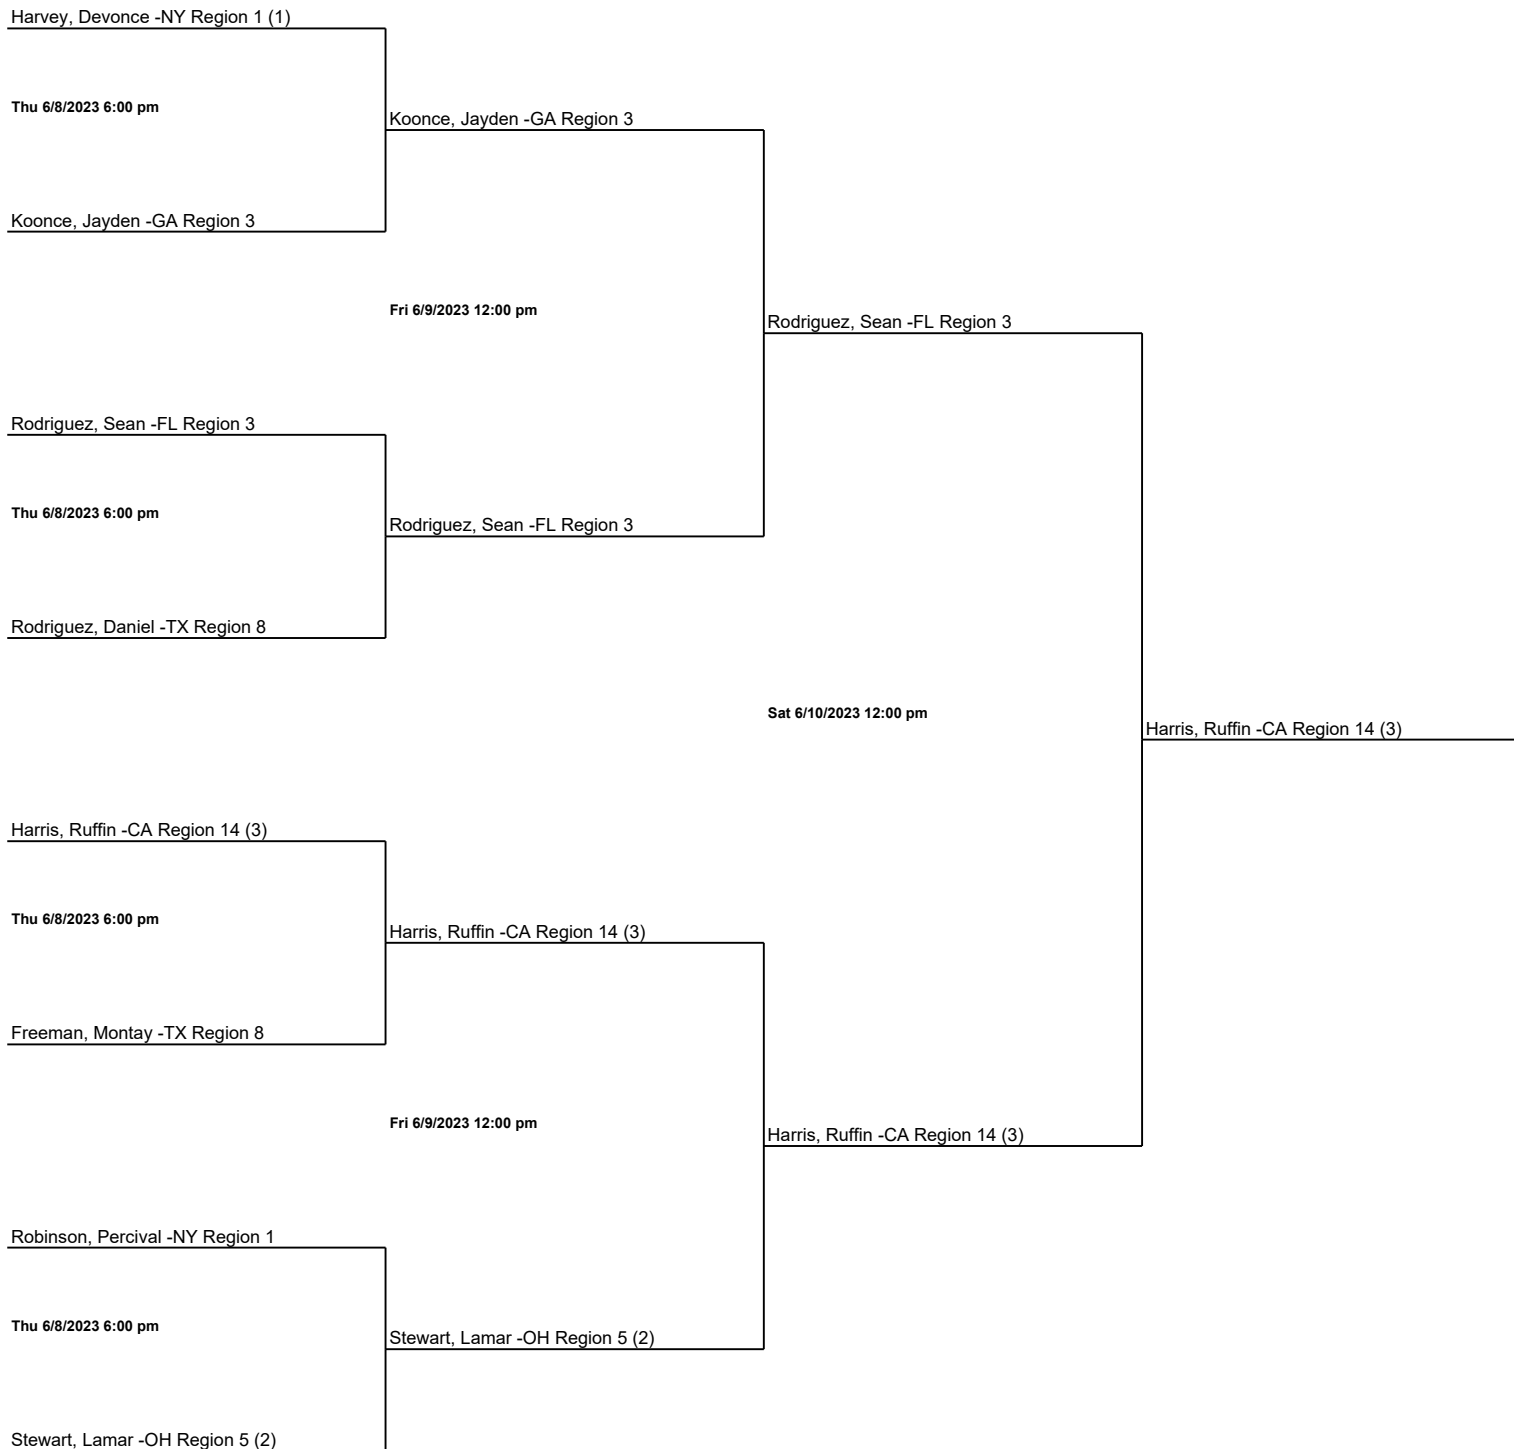 Harvey, Devonce -NY Region 1 (1)
Thu 6/8/2023 6:00 pm
Koonce, Jayden -GA Region 3
Koonce, Jayden -GA Region 3
Fri 6/9/2023 12:00 pm
Rodriguez, Sean -FL Region 3
Rodriguez, Sean -FL Region 3
Thu 6/8/2023 6:00 pm
Rodriguez, Sean -FL Region 3
Rodriguez, Daniel -TX Region 8
Sat 6/10/2023 12:00 pm
Harris, Ruffin -CA Region 14 (3)
Harris, Ruffin -CA Region 14 (3)
Thu 6/8/2023 6:00 pm
Harris, Ruffin -CA Region 14 (3)
Freeman, Montay -TX Region 8
Fri 6/9/2023 12:00 pm
Harris, Ruffin -CA Region 14 (3)
Robinson, Percival -NY Region 1
Thu 6/8/2023 6:00 pm
Stewart, Lamar -OH Region 5 (2)
Stewart, Lamar -OH Region 5 (2)